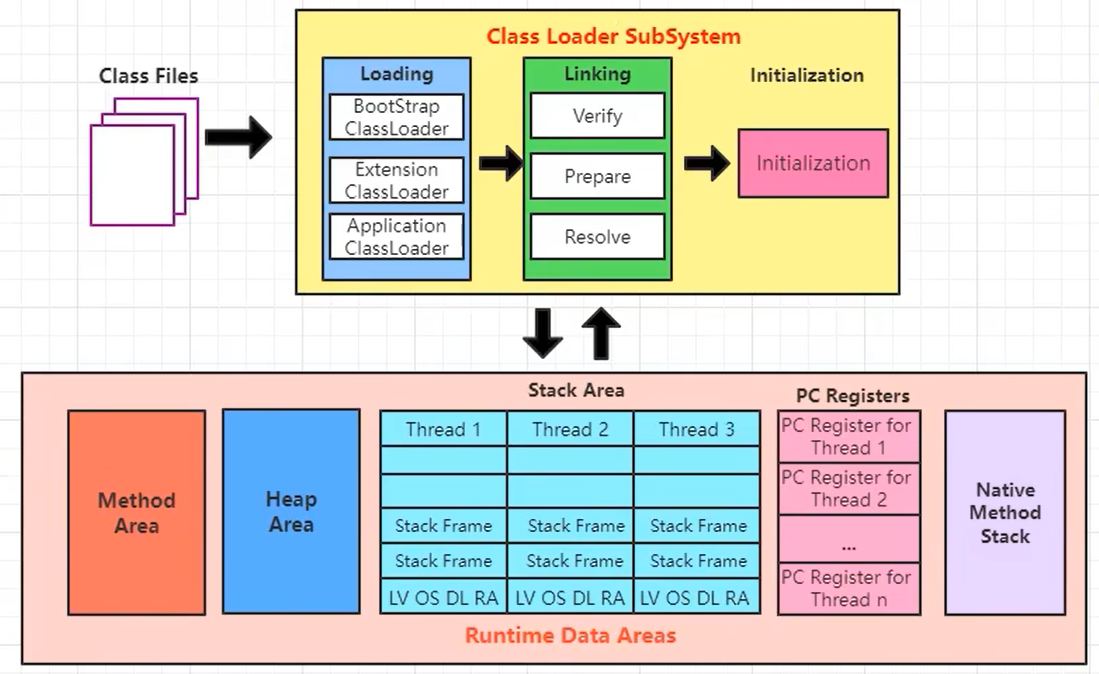 Class Files
Class Loader SubSystem
Loading
BootStrap
ClassLoader
Extension
ClassLoader
Application
ClassLoader
Linking
Verify
Prepare
Resolve
Initialization
Initialization
Method
Area
Heap
Area
Stack Area
Thread 1 Thread 2 Thread 3
Stack Frame Stack Frame Stack Frame
Stack Frame Stack Frame Stack Frame
LV OS DL RA LV OS DL RA LV OS DL RA
PC Registers
PC Register for
Thread 1
PC Register for
Thread 2
...
PC Register for
Thread n
Native
Method
Stack
Runtime Data Areas